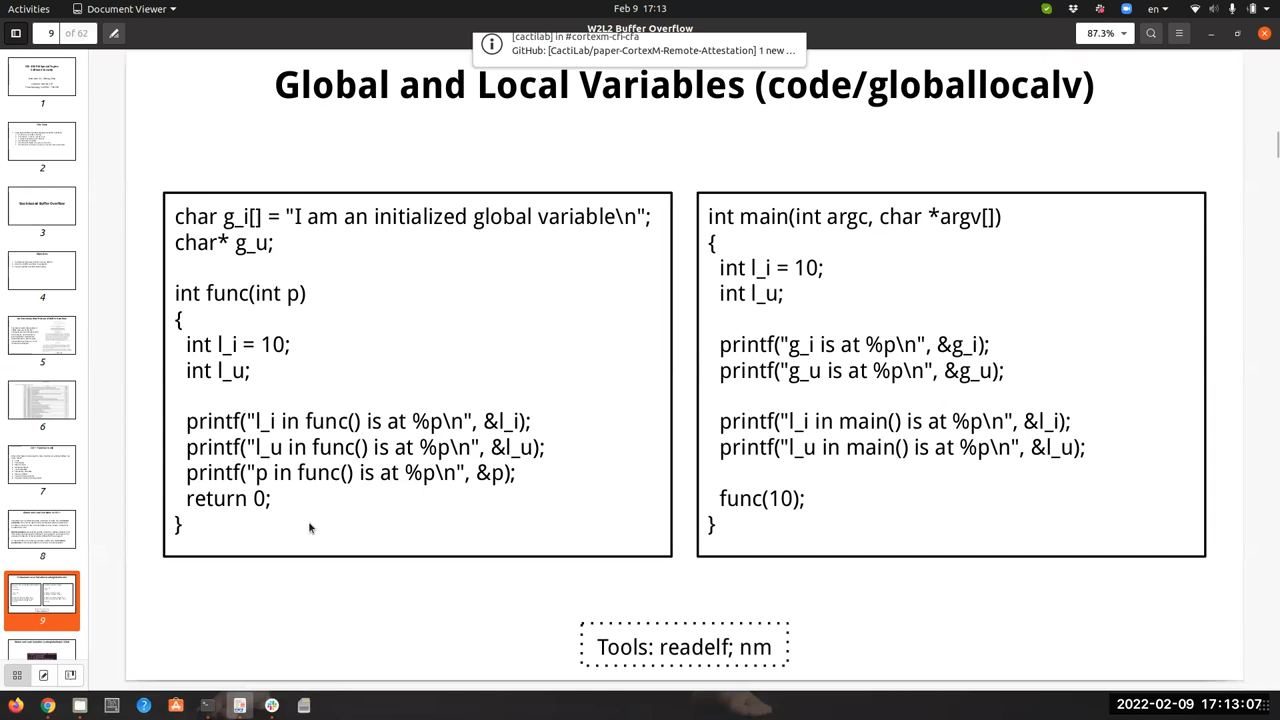 Activities
Document Viewer
Feb 9 17:13
en
9
of 62
W2L2 Buffer Overflow
[cactilab] in #cortexm-cfi-cfa
GitHub: [CactiLab/paper-CortexM-Remote-Attestation] 1 new ...
87.3%
Global and Local Variables (code/globallocalv)
char g_i[] = "I am an initialized global variable\n";
char* g_u;
int func(int p)
{
int l_i = 10;
int l_u;
printf("l_i in func() is at %p\n", &l_i);
printf("l_u in func() is at %p\n", &l_u);
printf("p in func() is at %p\n", &p);
return 0;
}
int main(int argc, char *argv[])
{
int l_i = 10;
int l_u;
printf("g_i is at %p\n", &g_i);
printf("g_u is at %p\n", &g_u);
printf("l_i in main() is at %p\n", &l_i);
printf("l_u in main() is at %p\n", &l_u);
func(10);
}
Tools: readelf; nm
1
2
3
4
5
6
7
8
9
2022-02-09 17:13:07